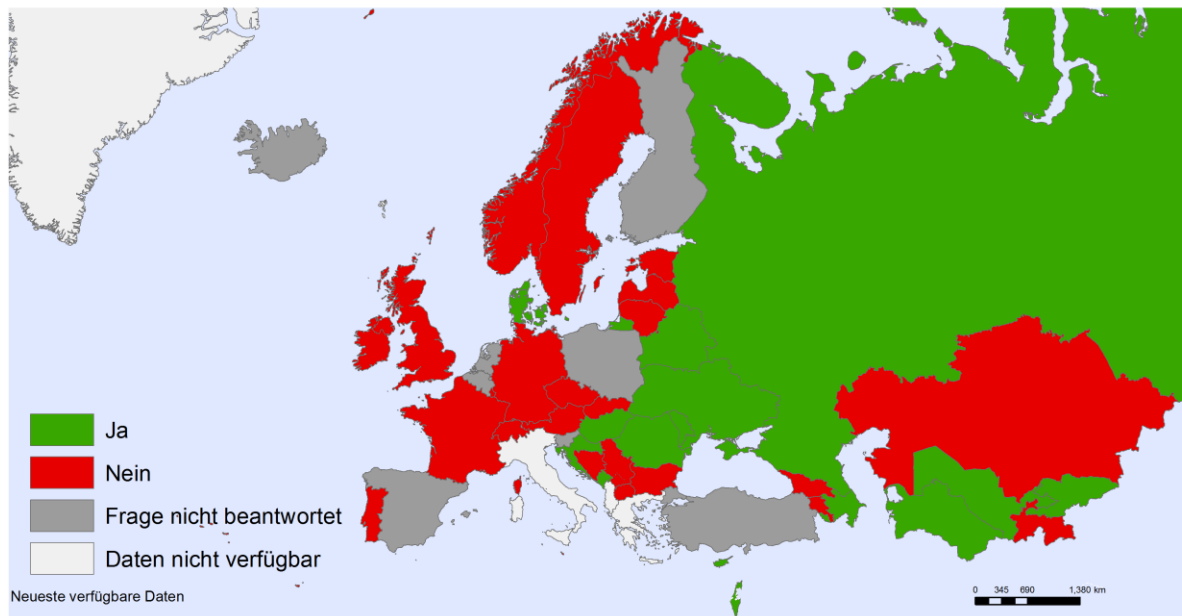 Ja
Nein
Frage nicht beantwortet
Daten nicht verfügbar
Neueste verfügbare Daten
0 345 690 1,380 km